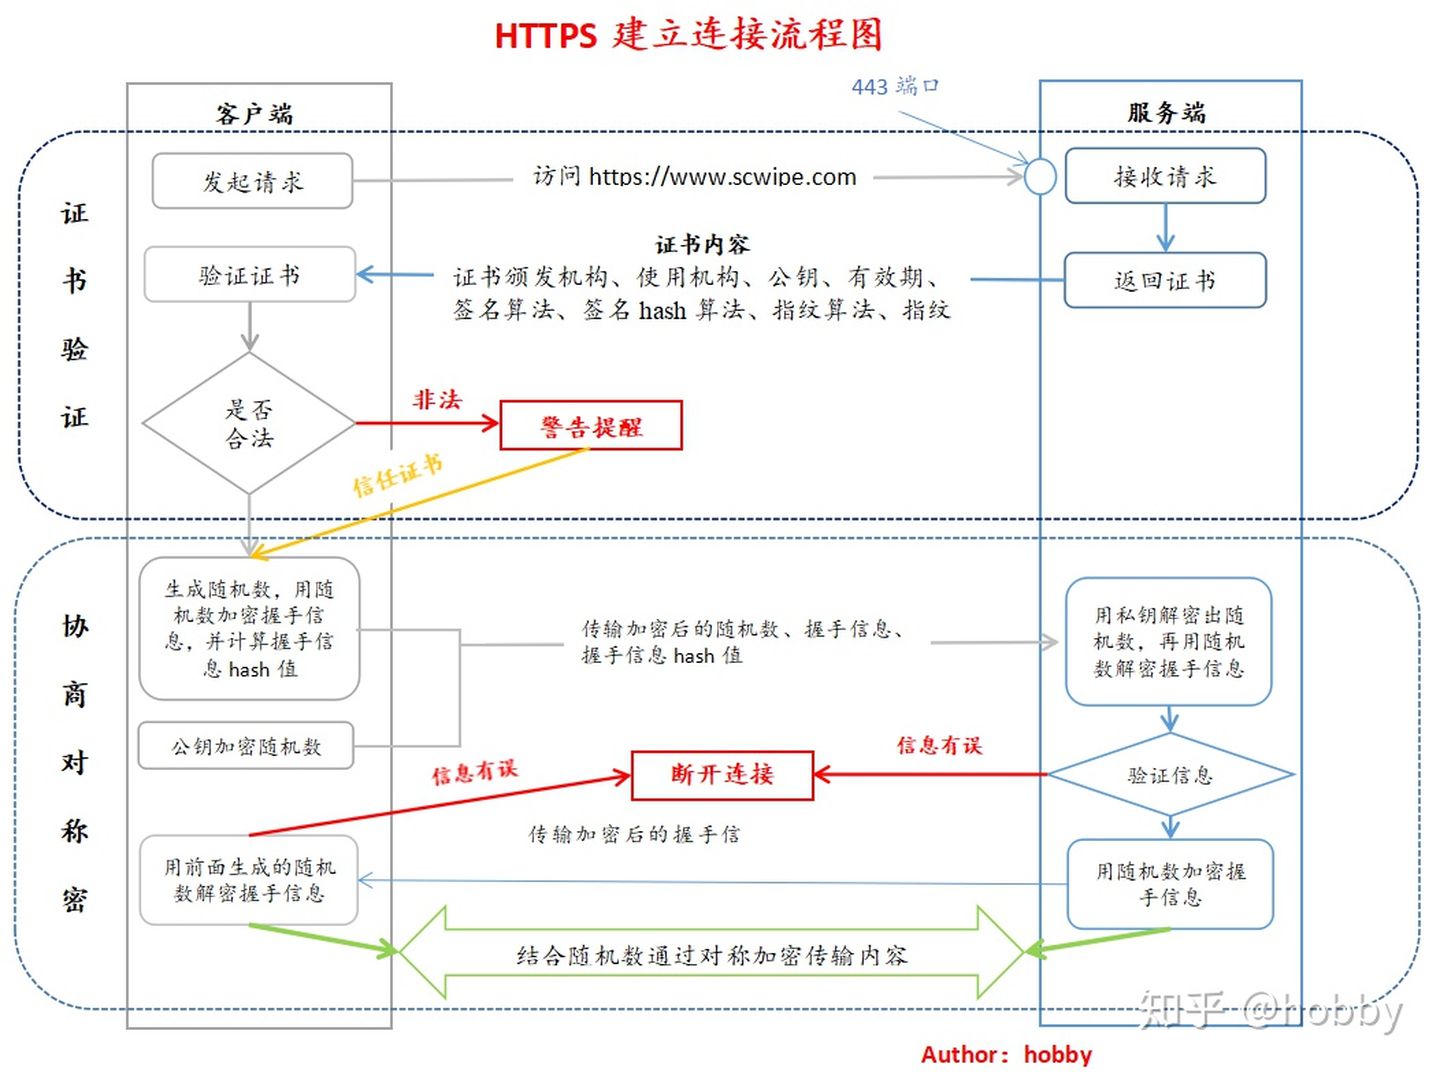 HTTPS 建立连接流程图
443 端口
客户端
服务端
证书验证
发起请求
访问 https://www.scwipe.com
接收请求
证书内容
验证证书
证书颁发机构、使用机构、公钥、有效期、
签名算法、签名 hash 算法、指纹算法、指纹
返回证书
是否
合法
非法
警告提醒
信任证书
协商对称密
生成随机数，用随
机数加密握手信
息，并计算握手信
息 hash 值
传输加密后的随机数、握手信息、
握手信息 hash 值
用私钥解密出随
机数，再用随机
数解密握手信息
公钥加密随机数
信息有误
断开连接
信息有误
验证信息
传输加密后的握手信
用前面生成的随机
数解密握手信息
用随机数加密握
手信息
结合随机数通过对称加密传输内容
知乎 @hobby
Author：hobby